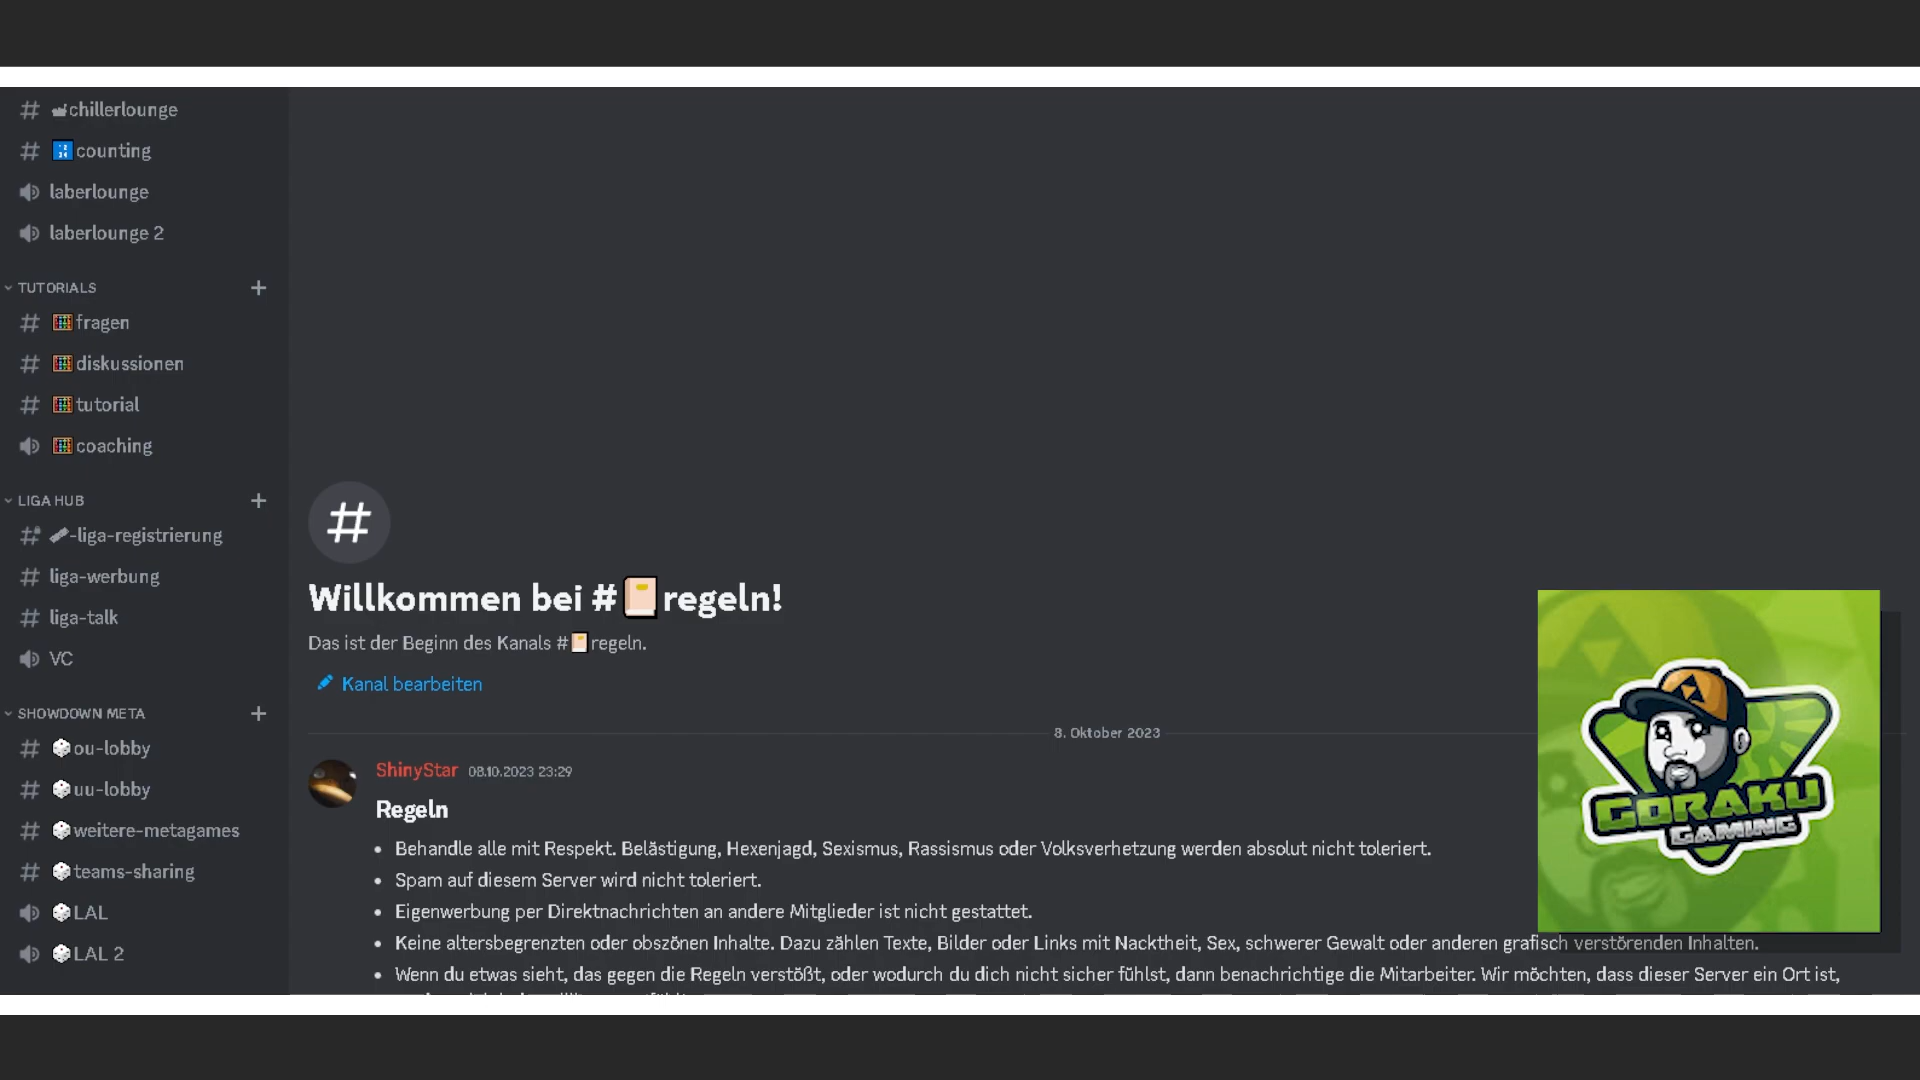 chillerlounge
counting
laberlounge
laberlounge 2
TUTORIALS
fragen
diskussionen
tutorial
coaching
LIGA HUB
-liga-registrierung
liga-werbung
liga-talk
VC
SHOWDOWN META
ou-lobby
uu-lobby
weitere-metagames
teams-sharing
LAL
LAL 2
#
Willkommen bei #regeln!
Das ist der Beginn des Kanals #regeln.
Kanal bearbeiten
8. Oktober 2023
ShinyStar 08.10.2023 23:29
Regeln
• Behandle alle mit Respekt. Belästigung, Hexenjagd, Sexismus, Rassismus oder Volksverhetzung werden absolut nicht toleriert.
• Spam auf diesem Server wird nicht toleriert.
• Eigenwerbung per Direktnachrichten an andere Mitglieder ist nicht gestattet.
• Keine altersbegrenzten oder obszönen Inhalte. Dazu zählen Texte, Bilder oder Links mit Nacktheit, Sex, schwerer Gewalt oder anderen grafisch verstörenden Inhalten.
• Wenn du etwas sieht, das gegen die Regeln verstößt, oder wodurch du dich nicht sicher fühlst, dann benachrichtige die Mitarbeiter. Wir möchten, dass dieser Server ein Ort ist,
GORAKU
GAMING